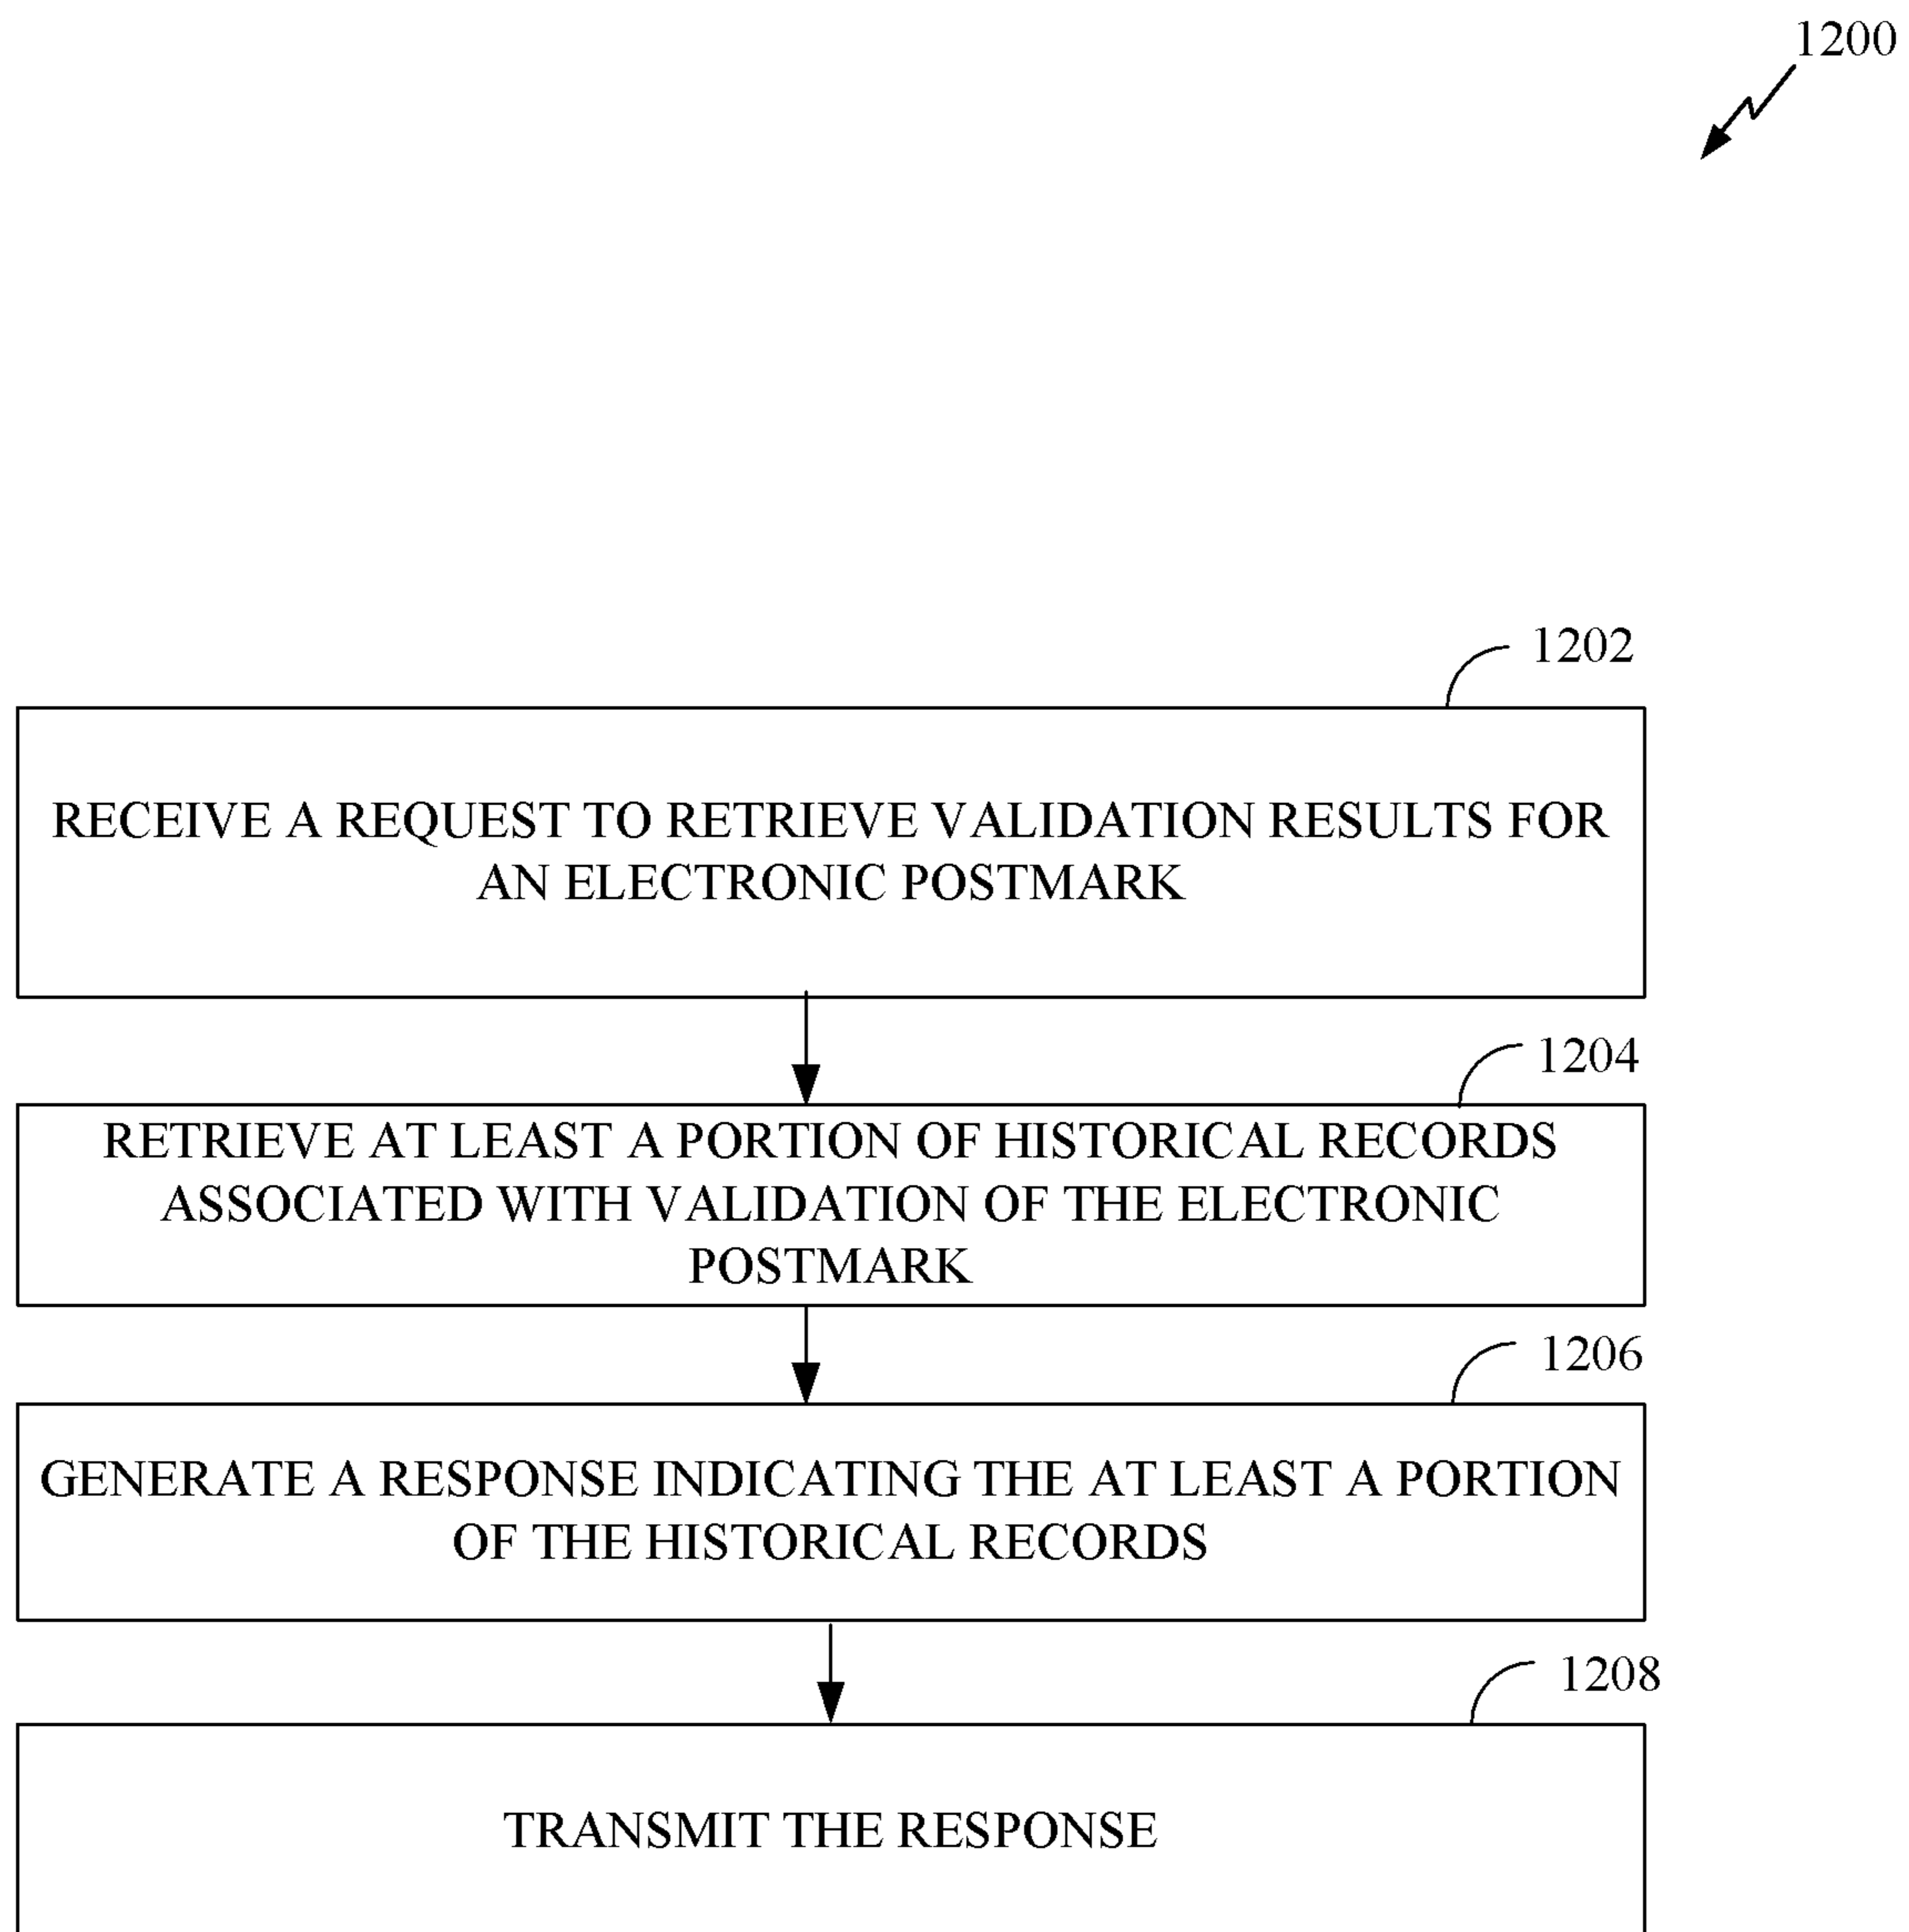 1200
1202
RECEIVE A REQUEST TO RETRIEVE VALIDATION RESULTS FOR
AN ELECTRONIC POSTMARK
1204
RETRIEVE AT LEAST A PORTION OF HISTORICAL RECORDS
ASSOCIATED WITH VALIDATION OF THE ELECTRONIC
POSTMARK
1206
GENERATE A RESPONSE INDICATING THE AT LEAST A PORTION
OF THE HISTORICAL RECORDS
1208
TRANSMIT THE RESPONSE